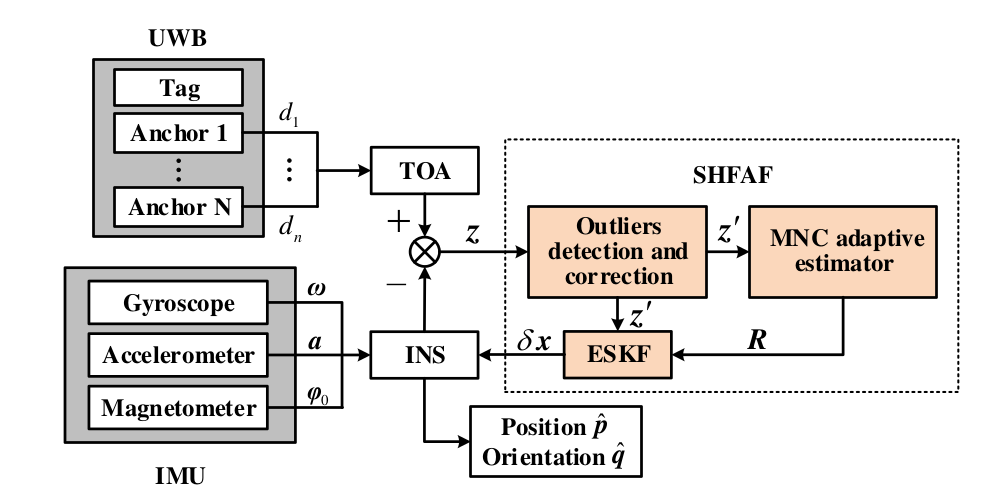 UWB
Tag
Anchor 1
⋮
Anchor N
d₁
⋮
dₙ
TOA
+
−
z
SHFAF
Outliers
detection and
correction
z′
MNC adaptive
estimator
z′
ESKF
R
δx
INS
Gyroscope
Accelerometer
Magnetometer
ω
a
φ₀
IMU
Position p̂
Orientation q̂